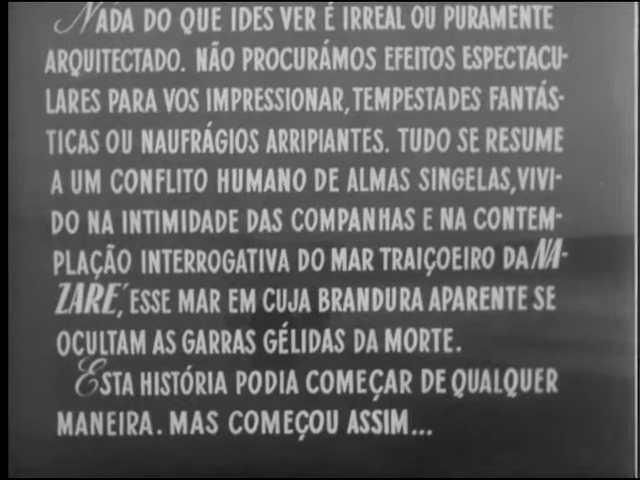 NADA DO QUE IDES VER É IRREAL OU PURAMENTE
ARQUITECTADO. NÃO PROCURÁMOS EFEITOS ESPECTACU-
LARES PARA VOS IMPRESSIONAR, TEMPESTADES FANTÁS-
TICAS OU NAUFRÁGIOS ARRIPIANTES. TUDO SE RESUME
A UM CONFLITO HUMANO DE ALMAS SINGELAS, VIVI-
DO NA INTIMIDADE DAS COMPANHAS E NA CONTEM-
PLAÇÃO INTERROGATIVA DO MAR TRAIÇOEIRO DA NA-
ZARÉ, ESSE MAR EM CUJA BRANDURA APARENTE SE
OCULTAM AS GARRAS GÉLIDAS DA MORTE.
ESTA HISTÓRIA PODIA COMEÇAR DE QUALQUER
MANEIRA. MAS COMEÇOU ASSIM...